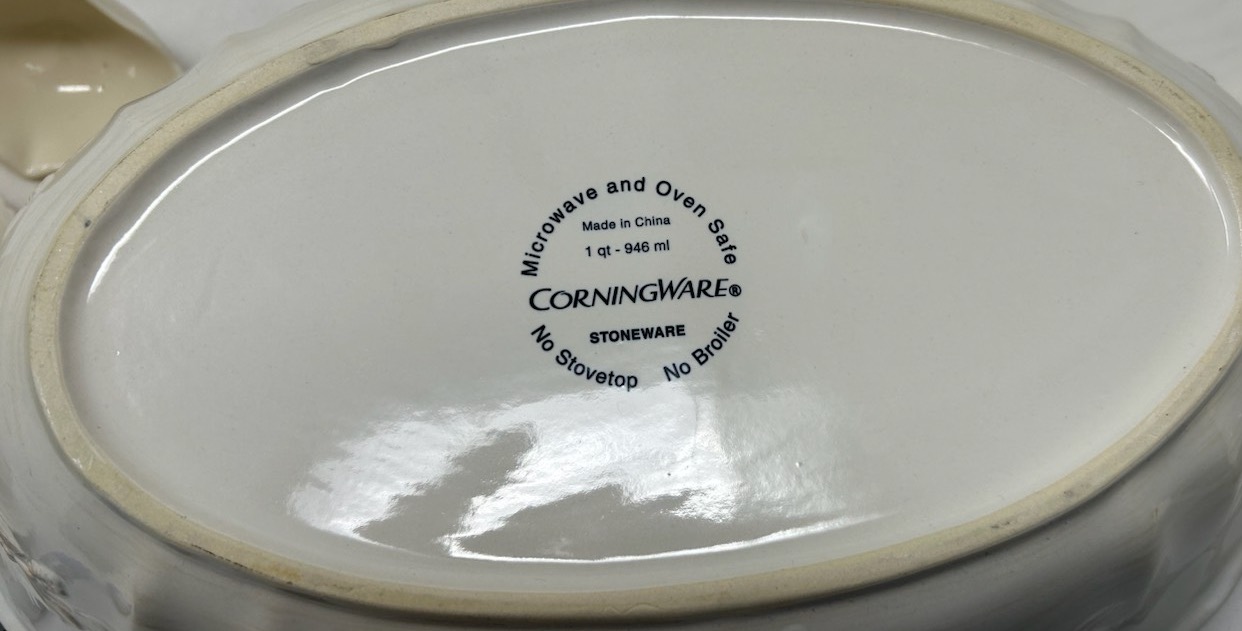 Microwave and Oven Safe
Made in China
1 qt - 946 ml
CORNINGWARE®
STONEWARE
No Stovetop No Broiler